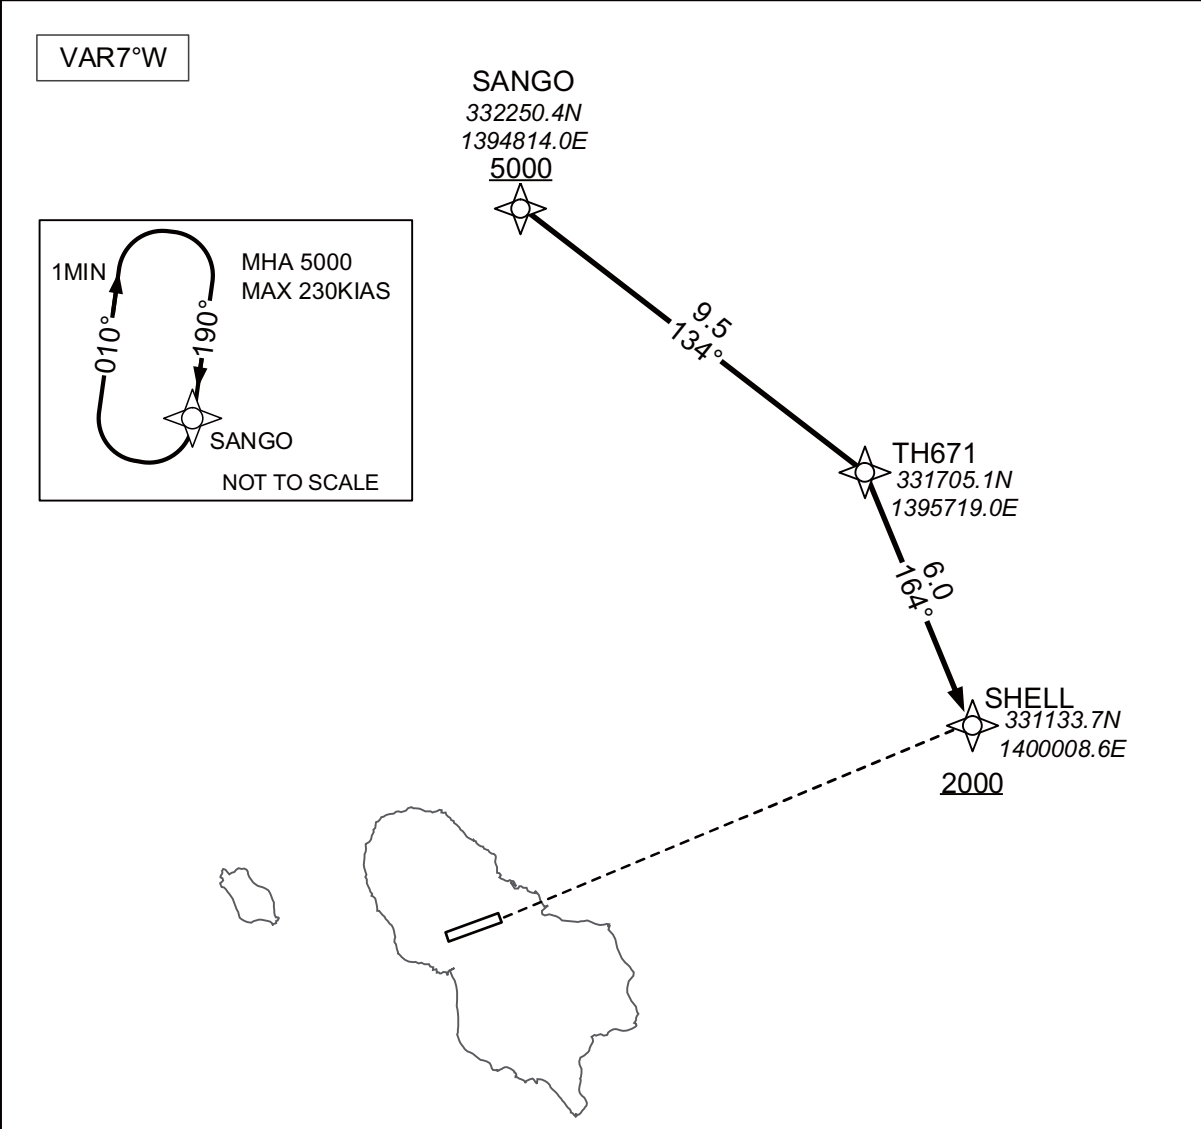 VAR7°W
SANGO
332250.4N
1394814.0E
5000
1MIN
MHA 5000
MAX 230KIAS
010°
190°
SANGO
NOT TO SCALE
9.5
134°
TH671
331705.1N
1395719.0E
6.0
164°
SHELL
331133.7N
1400008.6E
2000